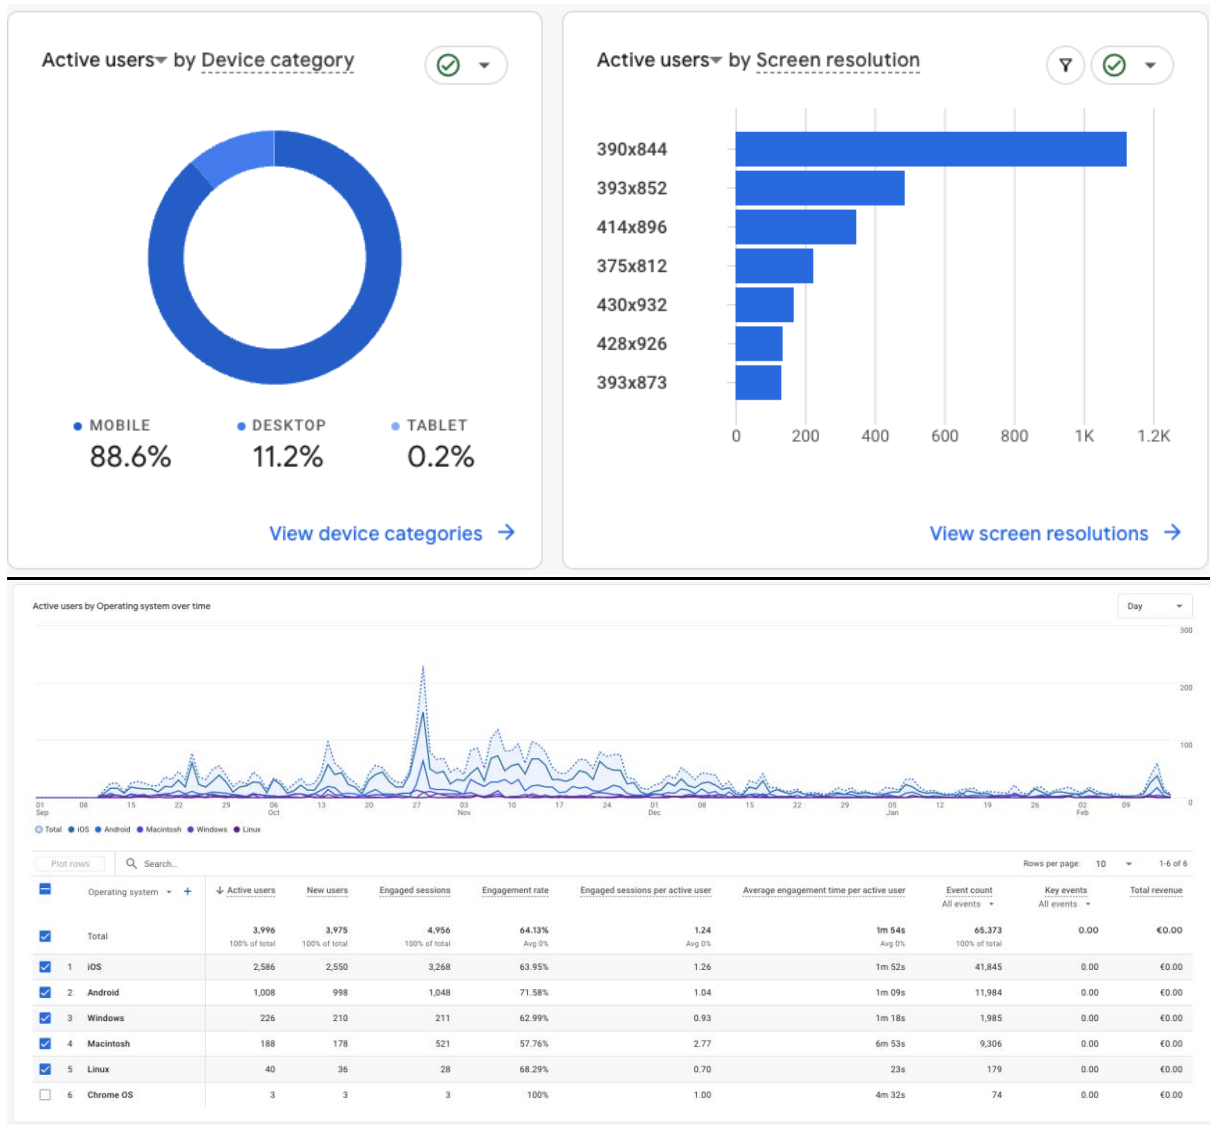 Active users by Device category
MOBILE DESKTOP TABLET
88.6% 11.2% 0.2%
View device categories
Active users by Screen resolution
390x844
393x852
414x896
375x812
430x932
428x926
393x873
0 200 400 600 800 1K 1.2K
View screen resolutions
Active users by Operating system over time
Day
300
200
100
0
01 08 15 22 29 06 13 20 27 03 10 17 24 01 08 15 22 29 05 12 19 26 02 09
Sep Oct Nov Dec Jan Feb
Total iOS Android Macintosh Windows Linux
Plot rows Search... Rows per page: 10 1-6 of 6
Operating system Active users New users Engaged sessions Engagement rate Engaged sessions per active user Average engagement time per active user Event count Key events Total revenue
All events All events
Total 3,996 3,975 4,956 64.13% 1.24 1m 54s 65,373 0.00 €0.00
100% of total 100% of total 100% of total Avg 0% Avg 0% Avg 0% 100% of total
1 iOS 2,586 2,550 3,268 63.95% 1.26 1m 52s 41,845 0.00 €0.00
2 Android 1,008 998 1,048 71.58% 1.04 1m 09s 11,984 0.00 €0.00
3 Windows 226 210 211 62.99% 0.93 1m 18s 1,985 0.00 €0.00
4 Macintosh 188 178 521 57.76% 2.77 6m 53s 9,306 0.00 €0.00
5 Linux 40 36 28 68.29% 0.70 23s 179 0.00 €0.00
6 Chrome OS 3 3 3 100% 1.00 4m 32s 74 0.00 €0.00